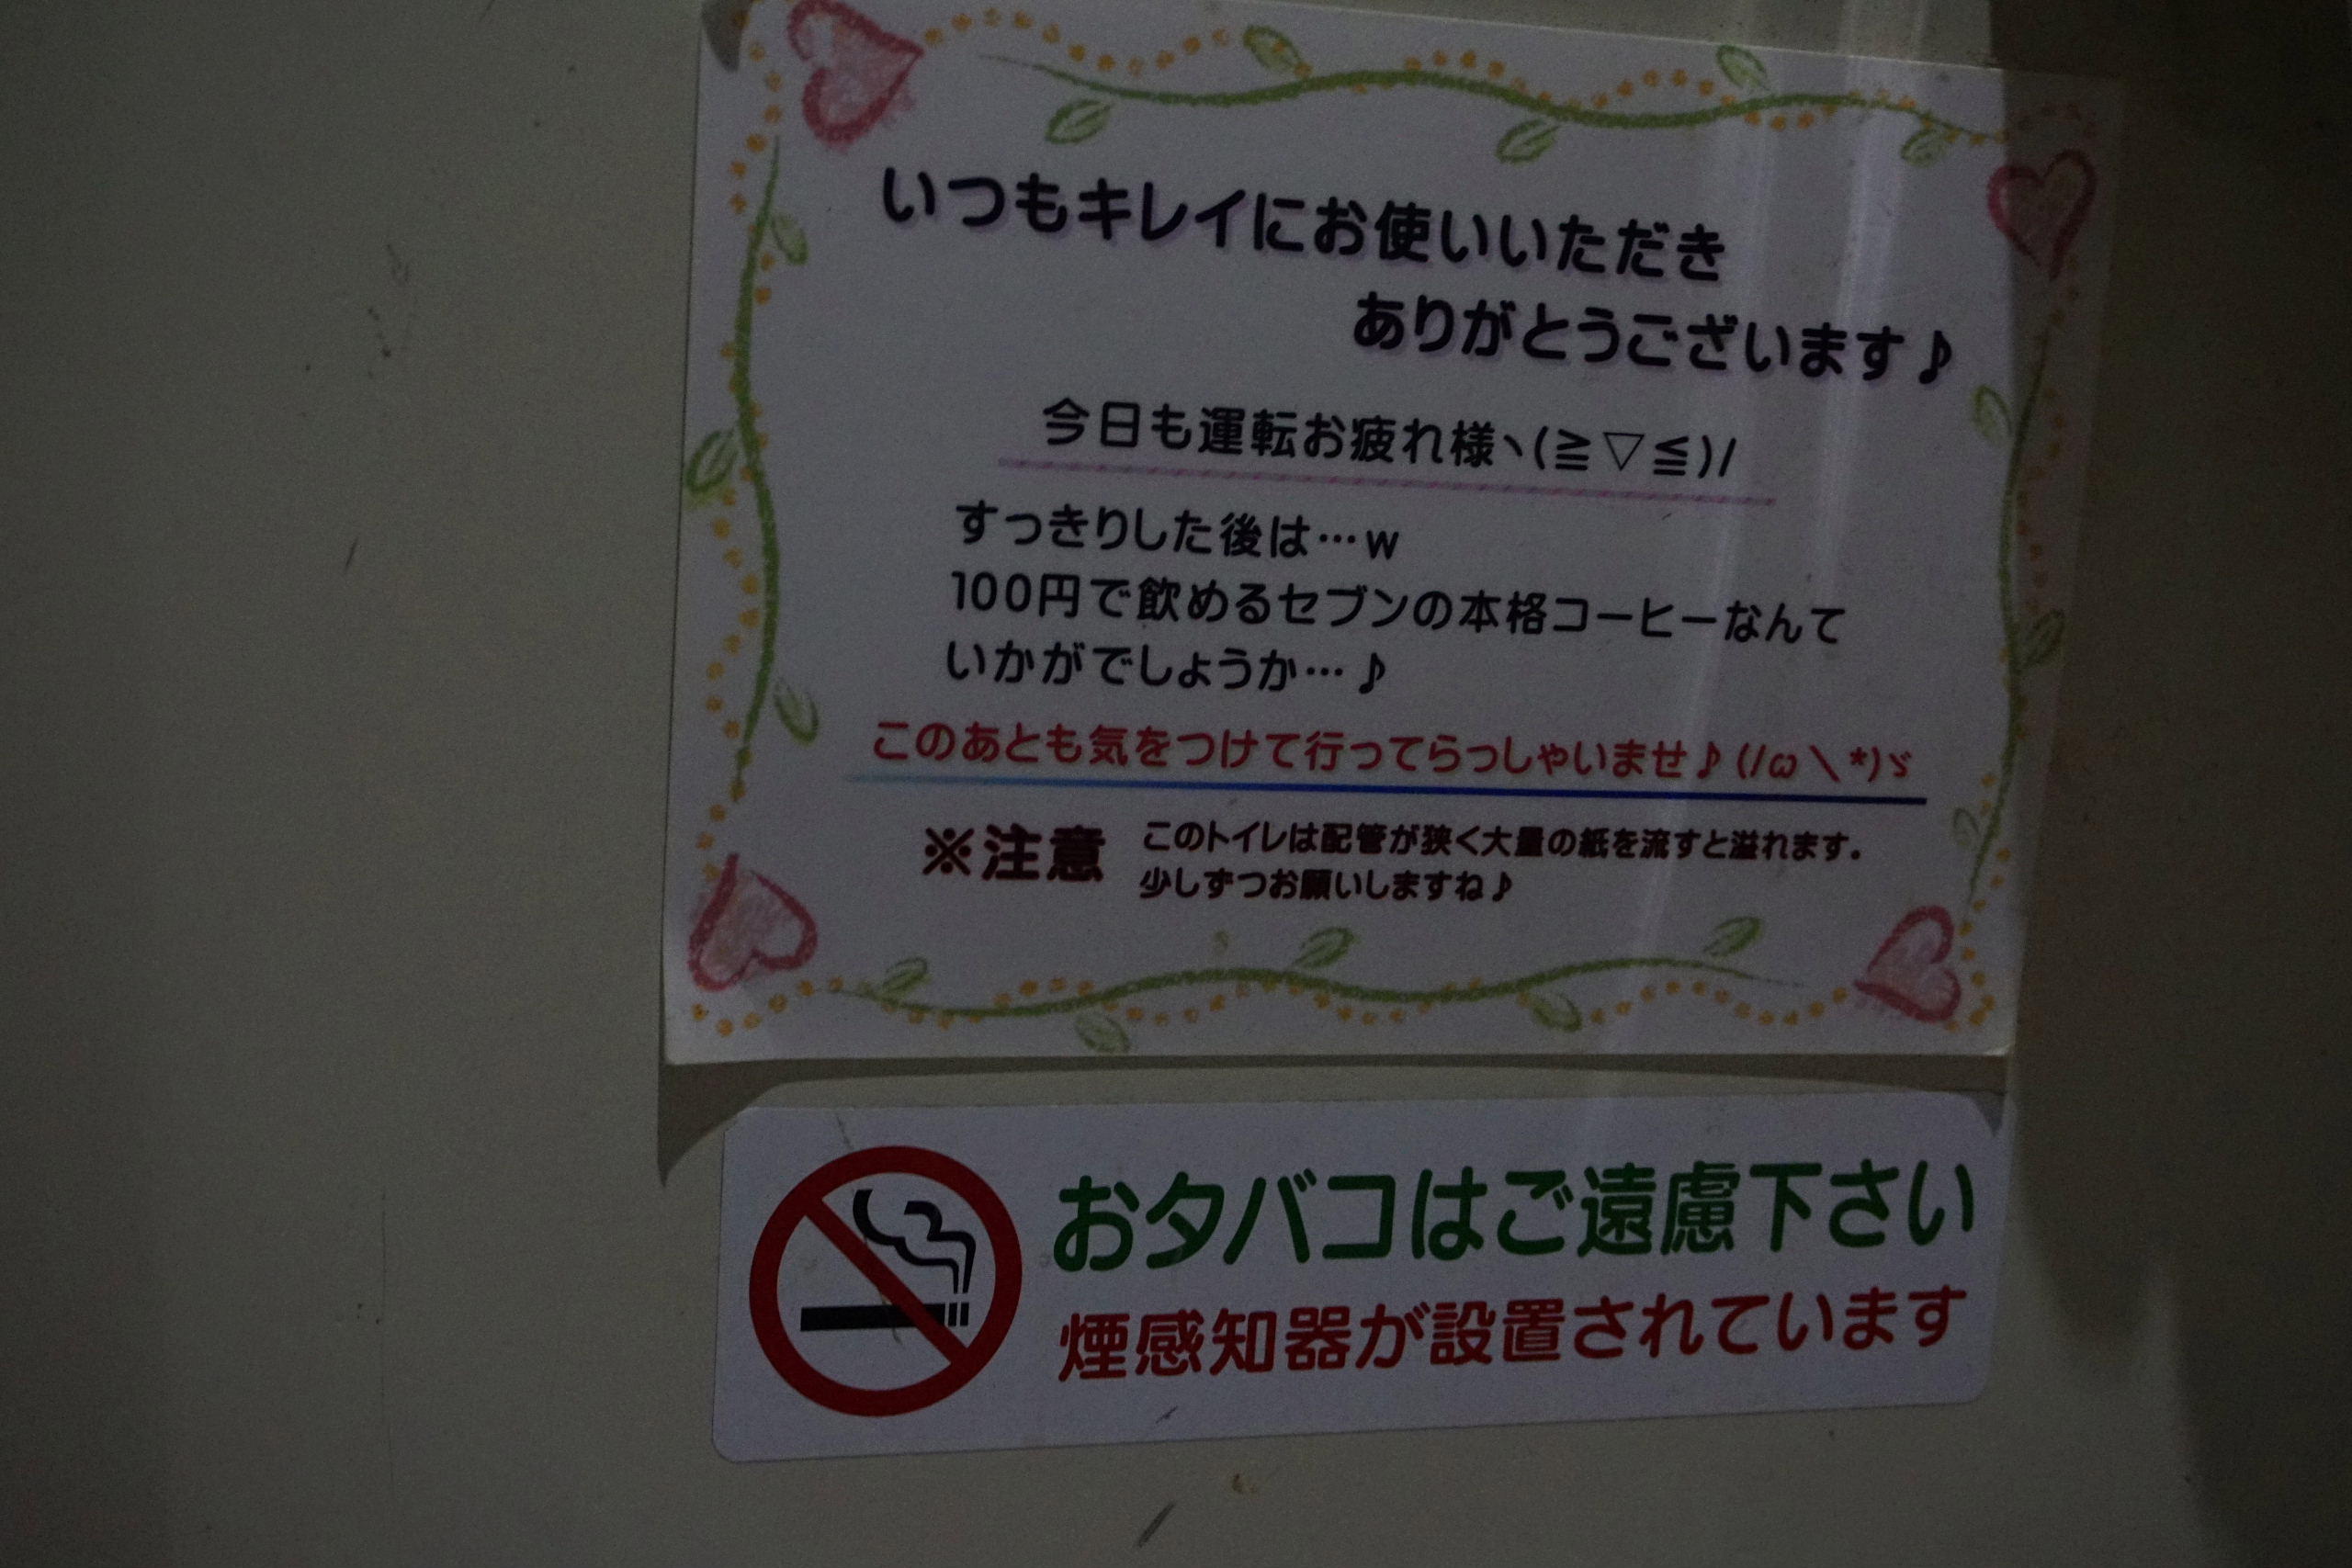 いつもキレイにお使いいただき
ありがとうございます♪
今日も運転お疲れ様ヽ(≧▽≦)/
すっきりした後は…w
100円で飲めるセブンの本格コーヒーなんて
いかがでしょうか…♪
このあとも気をつけて行ってらっしゃいませ♪(/ω＼*)ゞ
※注意 このトイレは配管が狭く大量の紙を流すと溢れます。
少しずつお願いしますね♪
おタバコはご遠慮下さい
煙感知器が設置されています